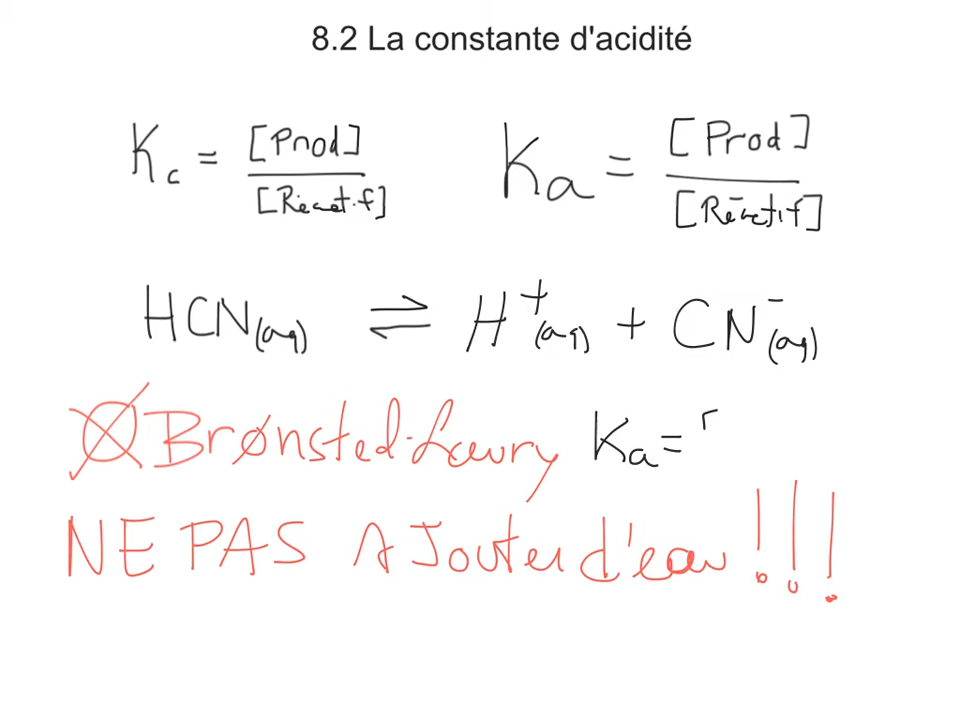 8.2 La constante d'acidité
Kc = [Prod] / [Réactif] Ka = [Prod] / [Réactif]
HCN(aq) ⇌ H⁺(aq) + CN⁻(aq)
Brønsted-Lowry Ka = [
NE PAS AJouter d'eau !!!